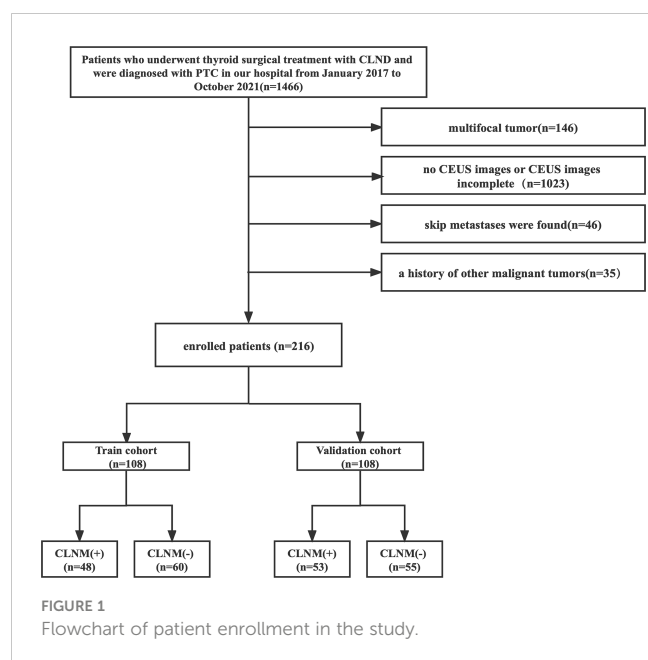 Patients who underwent thyroid surgical treatment with CLND and
were diagnosed with PTC in our hospital from January 2017 to
October 2021(n=1466)
multifocal tumor(n=146)
no CEUS images or CEUS images
incomplete（n=1023)
skip metastases were found(n=46)
a history of other malignant tumors(n=35）
enrolled patients (n=216)
Train cohort
(n=108)
Validation cohort
(n=108)
CLNM(+)
(n=48)
CLNM(-)
(n=60)
CLNM(+)
(n=53)
CLNM(-)
(n=55)
FIGURE 1
Flowchart of patient enrollment in the study.